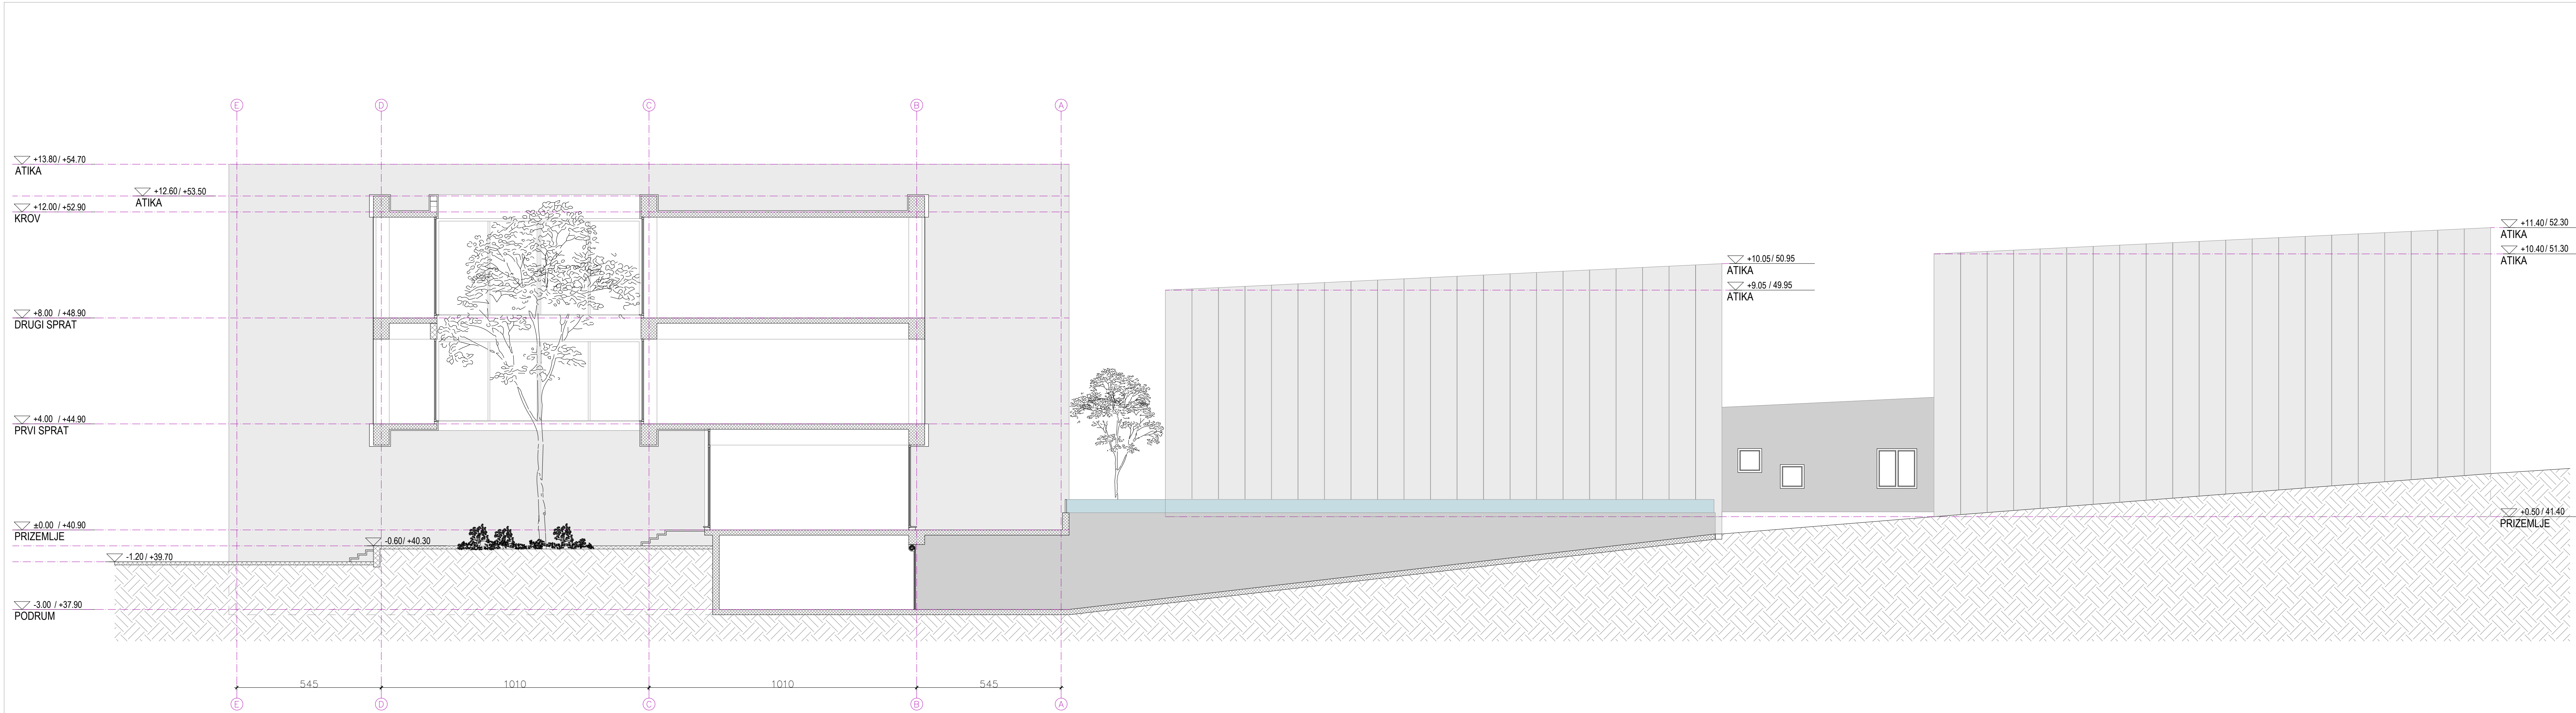 E D C B A
+13.80 / +54.70
ATIKA
+12.60 / +53.50
ATIKA
+12.00 / +52.90
KROV
+8.00 / +48.90
DRUGI SPRAT
+4.00 / +44.90
PRVI SPRAT
±0.00 / +40.90
PRIZEMLJE
-0.60 / +40.30
-1.20 / +39.70
-3.00 / +37.90
PODRUM
+10.05 / 50.95
ATIKA
+9.05 / 49.95
ATIKA
+11.40 / 52.30
ATIKA
+10.40 / 51.30
ATIKA
+0.50 / 41.40
PRIZEMLJE
545 1010 1010 545
E D C B A